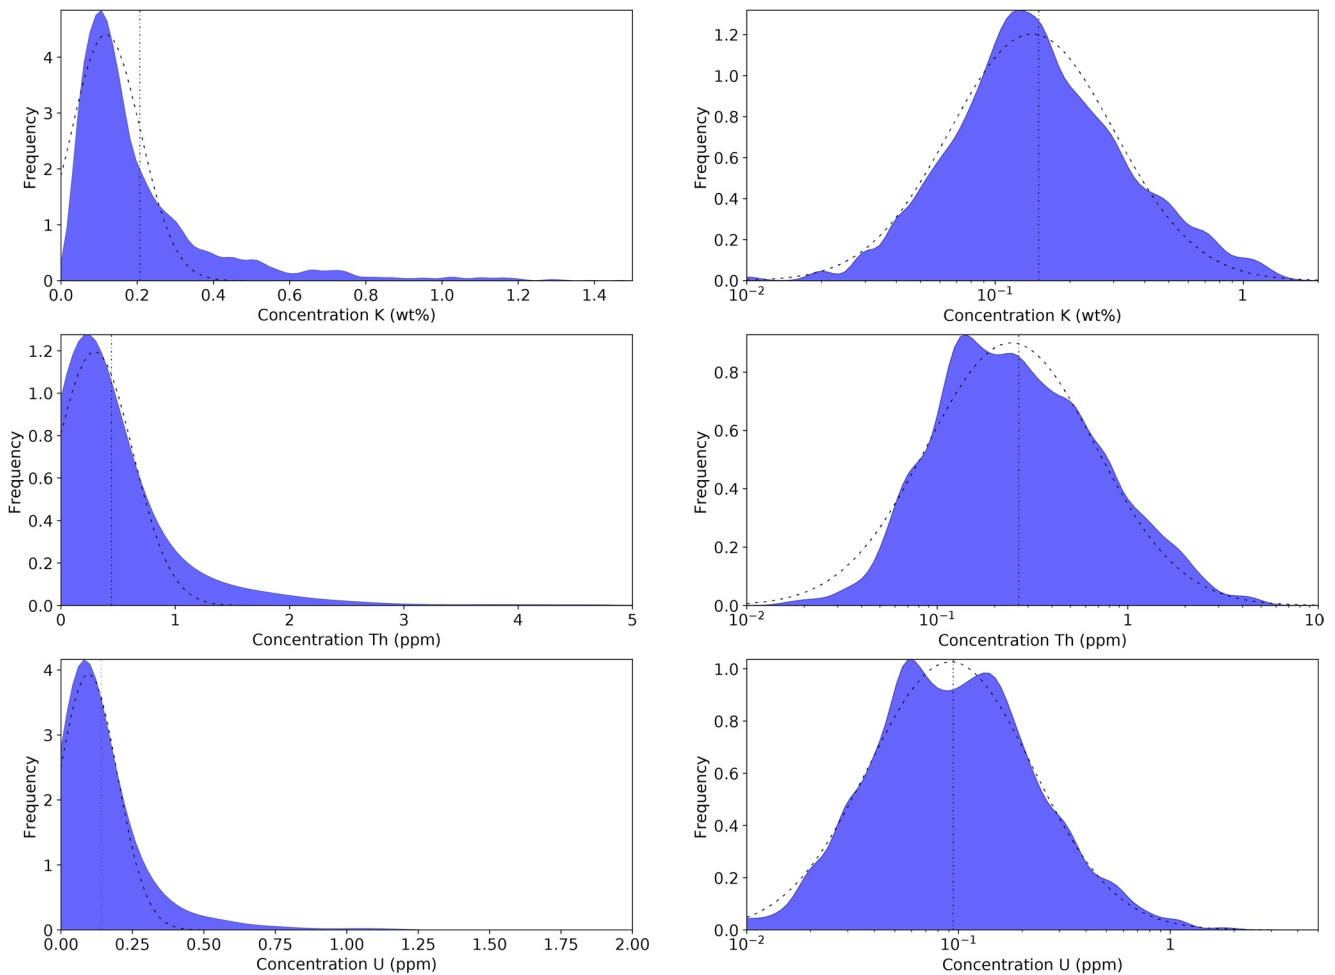 Frequency
4
3
2
1
0
0.0 0.2 0.4 0.6 0.8 1.0 1.2 1.4
Concentration K (wt%)
Frequency
1.2
1.0
0.8
0.6
0.4
0.2
0.0
10⁻² 10⁻¹ 1
Concentration K (wt%)
Frequency
1.2
1.0
0.8
0.6
0.4
0.2
0.0
0 1 2 3 4 5
Concentration Th (ppm)
Frequency
0.8
0.6
0.4
0.2
0.0
10⁻² 10⁻¹ 1 10
Concentration Th (ppm)
Frequency
4
3
2
1
0
0.00 0.25 0.50 0.75 1.00 1.25 1.50 1.75 2.00
Concentration U (ppm)
Frequency
1.0
0.8
0.6
0.4
0.2
0.0
10⁻² 10⁻¹ 1
Concentration U (ppm)